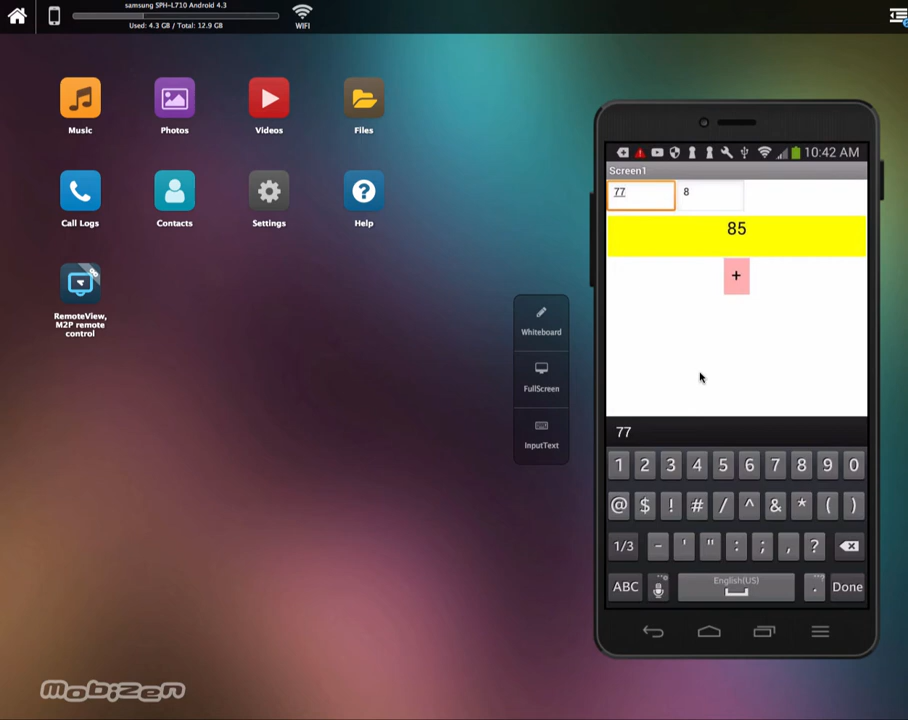 samsung SPH-L710 Android 4.3
Used: 4.3 GB / Total: 12.9 GB
WIFI
Music
Photos
Videos
Files
Call Logs
Contacts
Settings
Help
RemoteView,
M2P remote
control
Whiteboard
FullScreen
InputText
10:42 AM
Screen1
77 8
85
+
77
1 2 3 4 5 6 7 8 9 0
@ $ ! # / ^ & * ( )
1/3 - ' " : ; , ?
English(US)
ABC . Done
mobizen